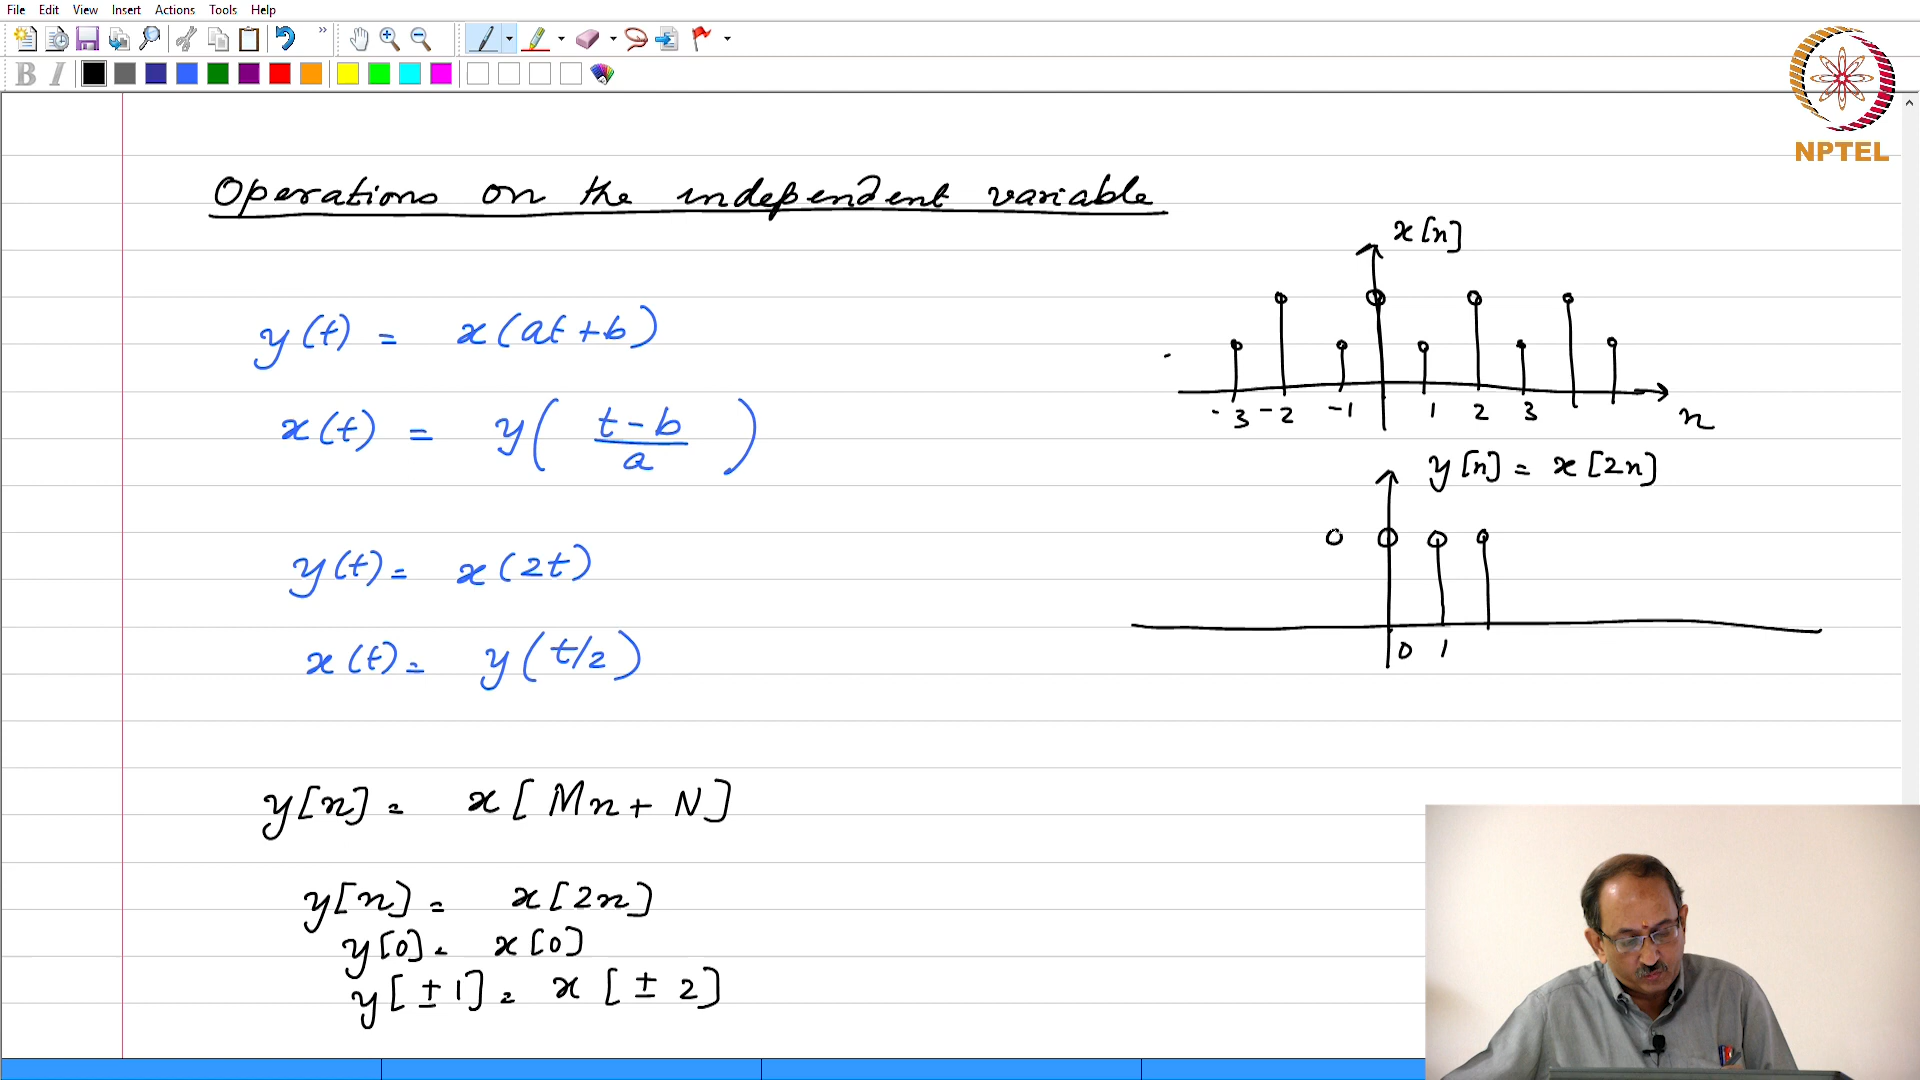 File Edit View Insert Actions Tools Help
B I
NPTEL
Operations on the independent variable
y(t) = x(at+b)
x(t) = y( t-b / a )
y(t) = x(2t)
x(t) = y(t/2)
y[n] = x[Mn+N]
y[n] = x[2n]
y[0] = x[0]
y[±1] = x[±2]
x[n]
-3 -2 -1 1 2 3 n
y[n] = x[2n]
0 1